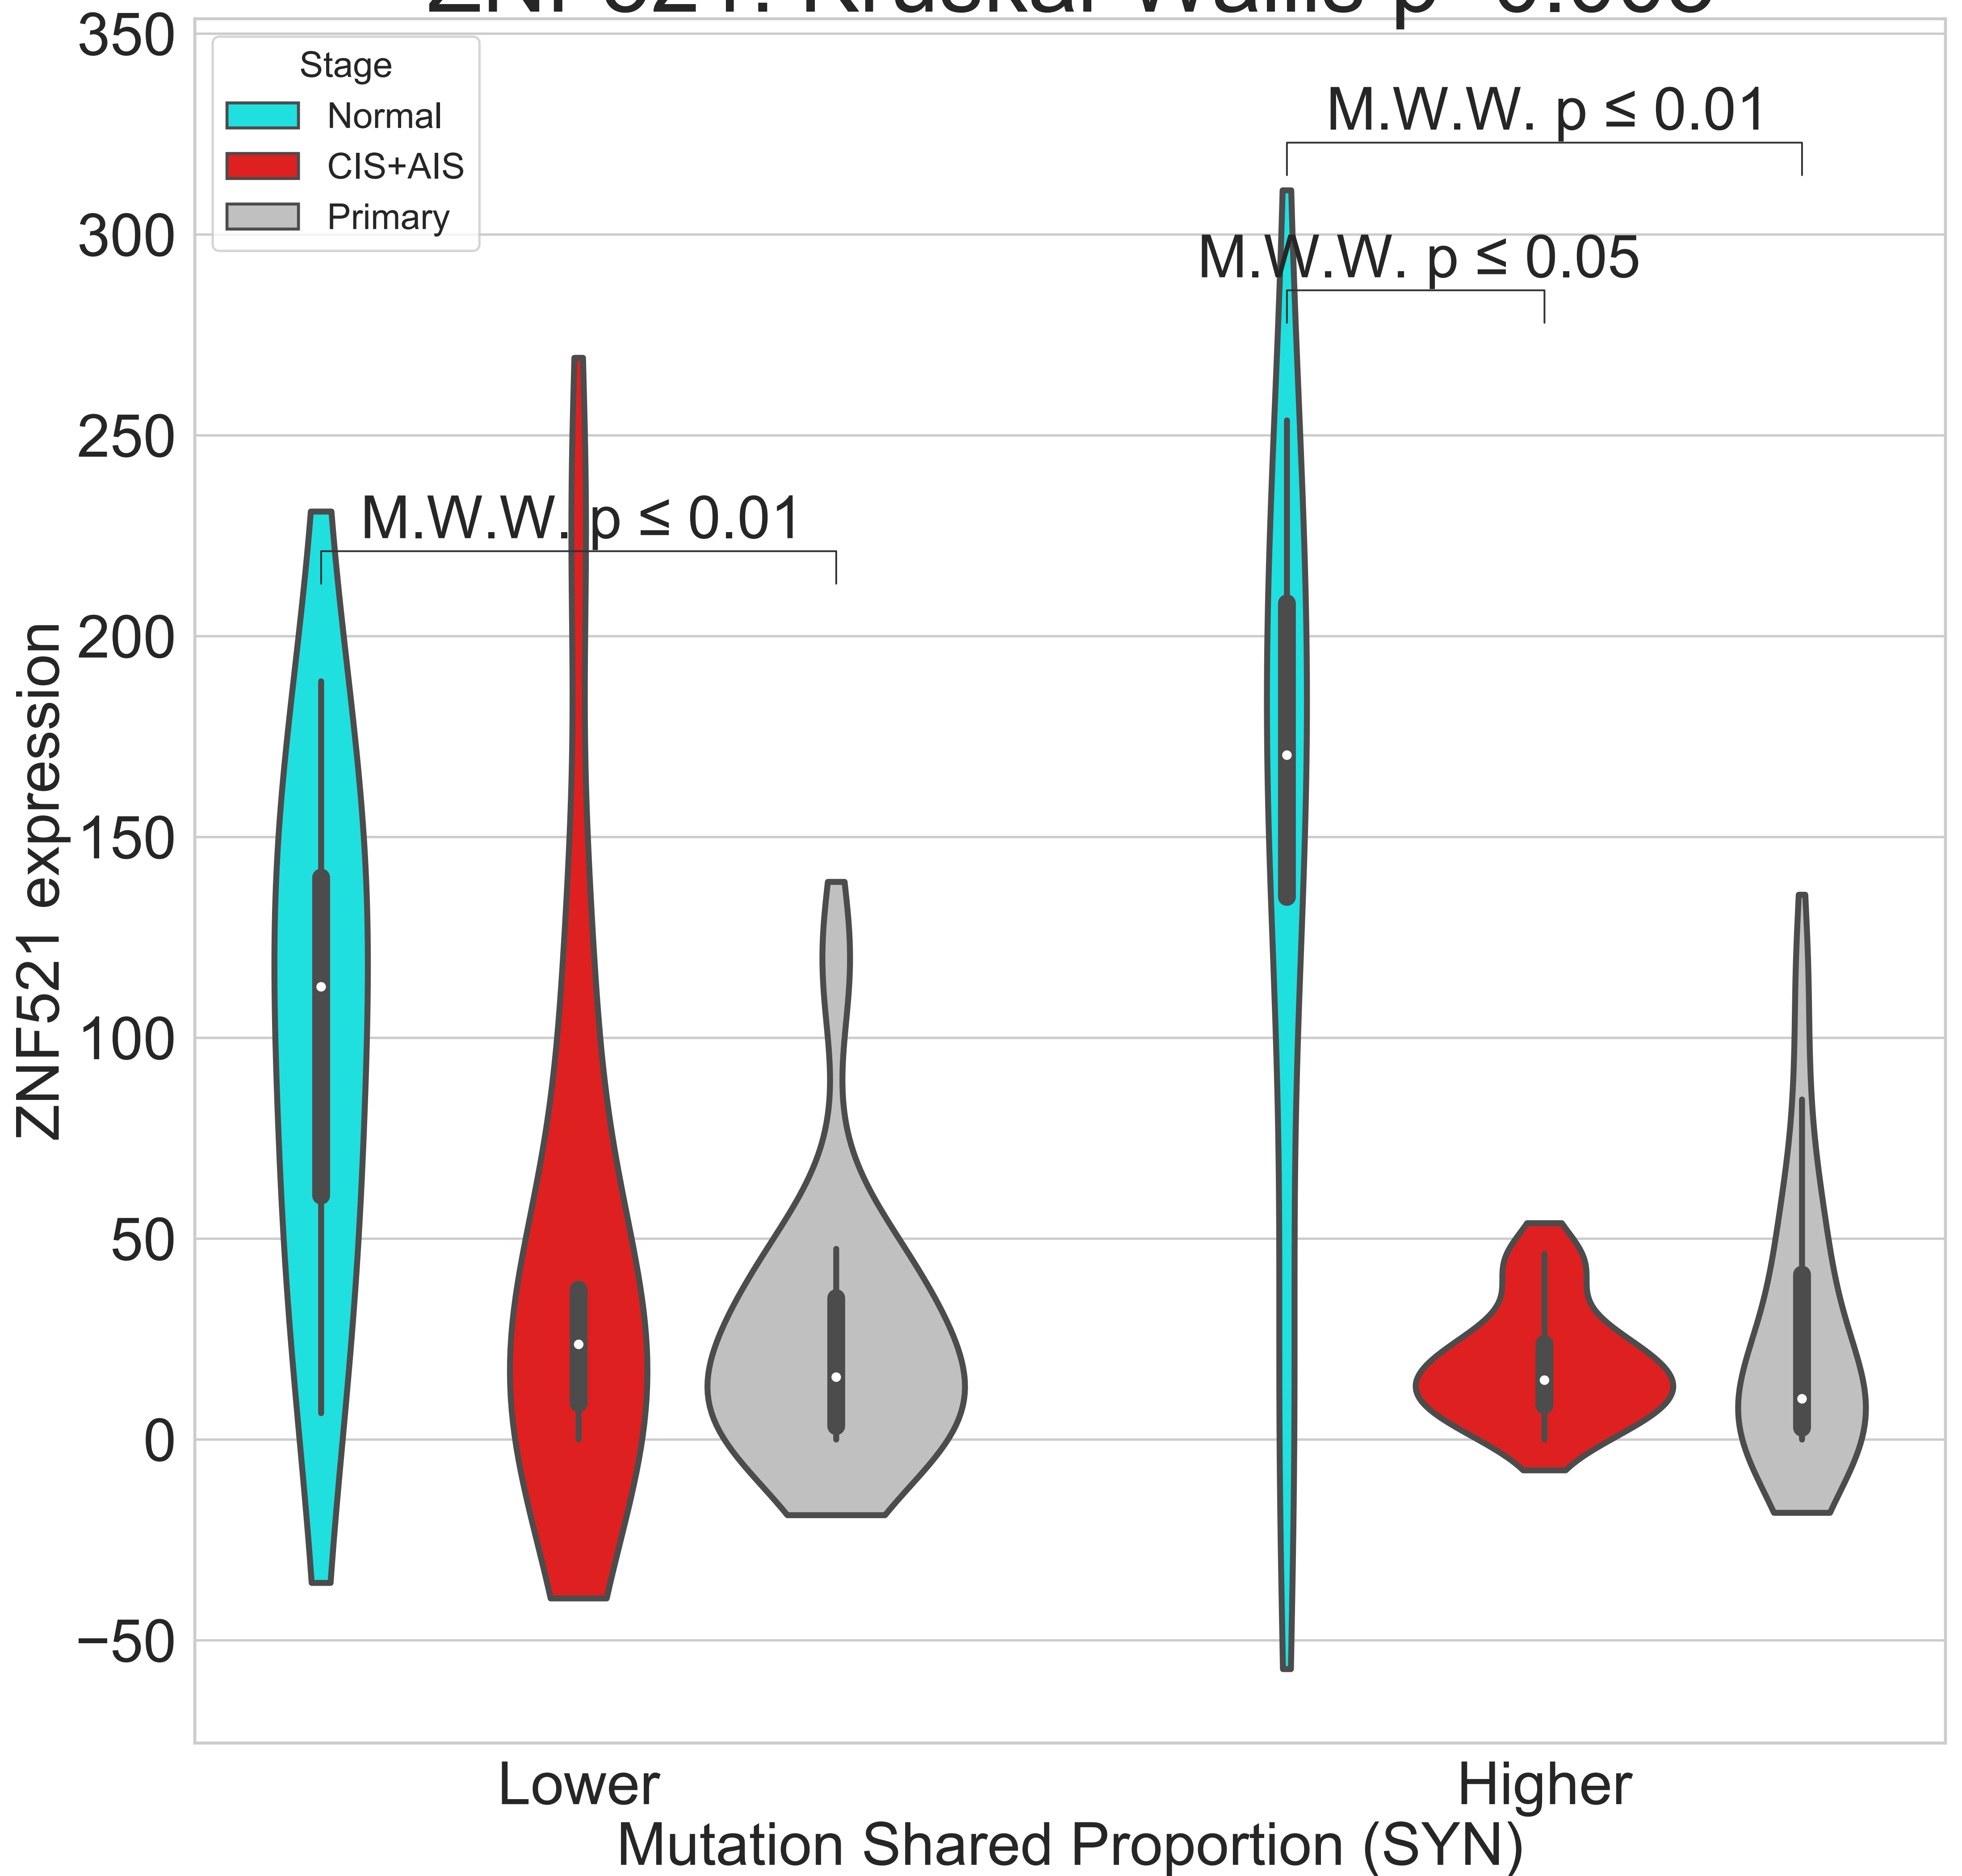 350
Stage
Normal
CIS+AIS
Primary
M.W.W. p ≤ 0.01
300
M.W.W. p ≤ 0.05
250
M.W.W. p ≤ 0.01
200
150
100
50
0
−50
ZNF521 expression
Lower
Higher
Mutation Shared Proportion (SYN)